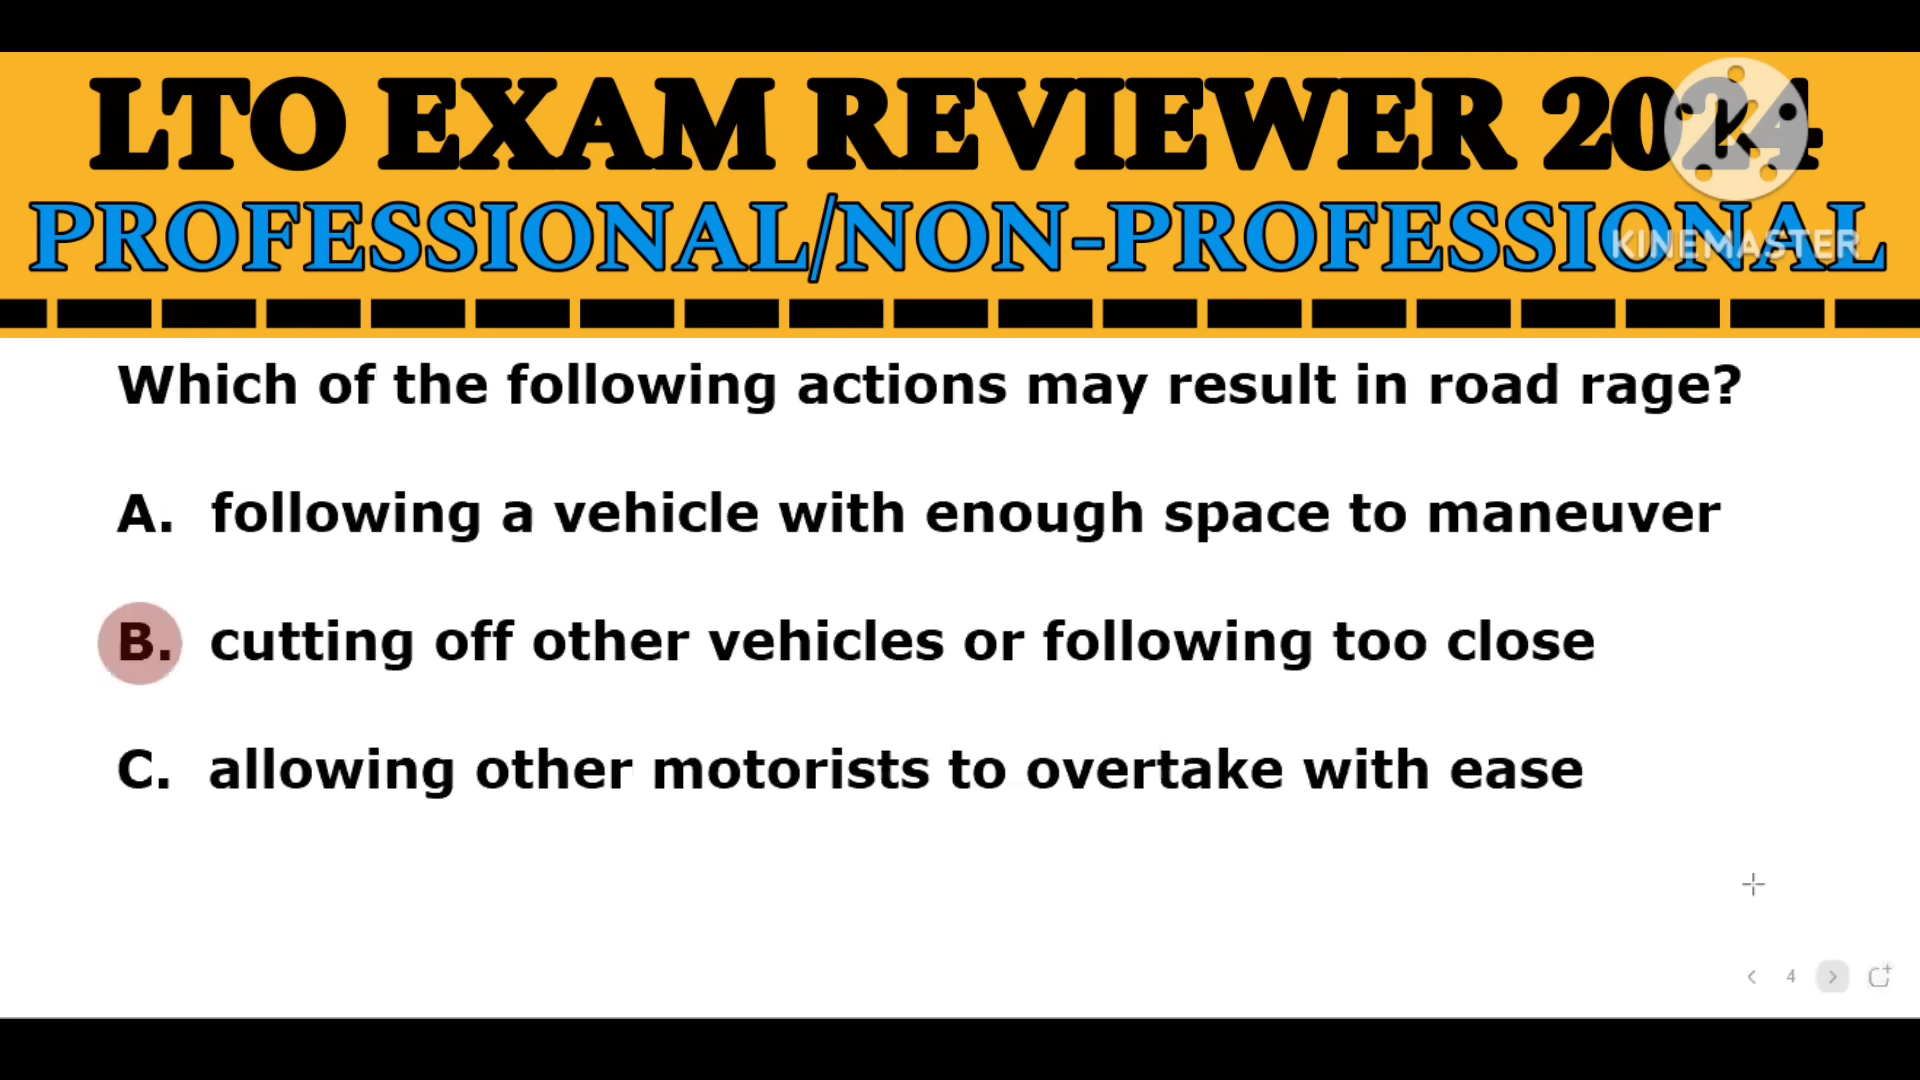 LTO EXAM REVIEWER 2024
PROFESSIONAL/NON-PROFESSIONAL
KINEMASTER
Which of the following actions may result in road rage?
A. following a vehicle with enough space to maneuver
B. cutting off other vehicles or following too close
C. allowing other motorists to overtake with ease
4